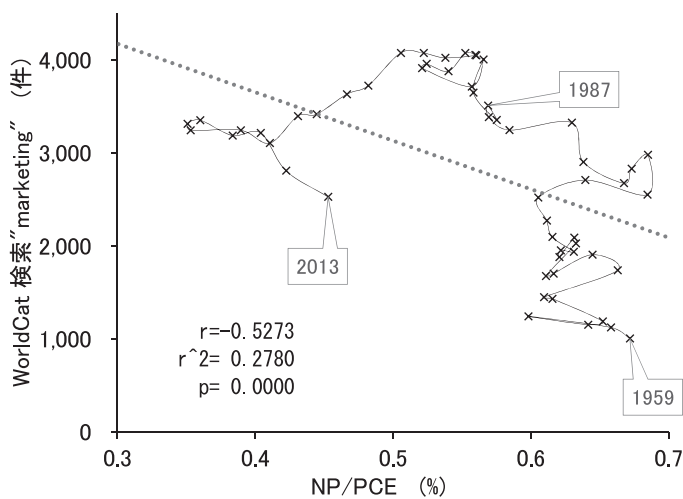 WorldCat 検索"marketing" (件)
4,000
3,000
2,000
1,000
0
1987
2013
1959
r=-0.5273
r^2= 0.2780
p= 0.0000
0.3 0.4 0.5 0.6 0.7
NP/PCE (%)